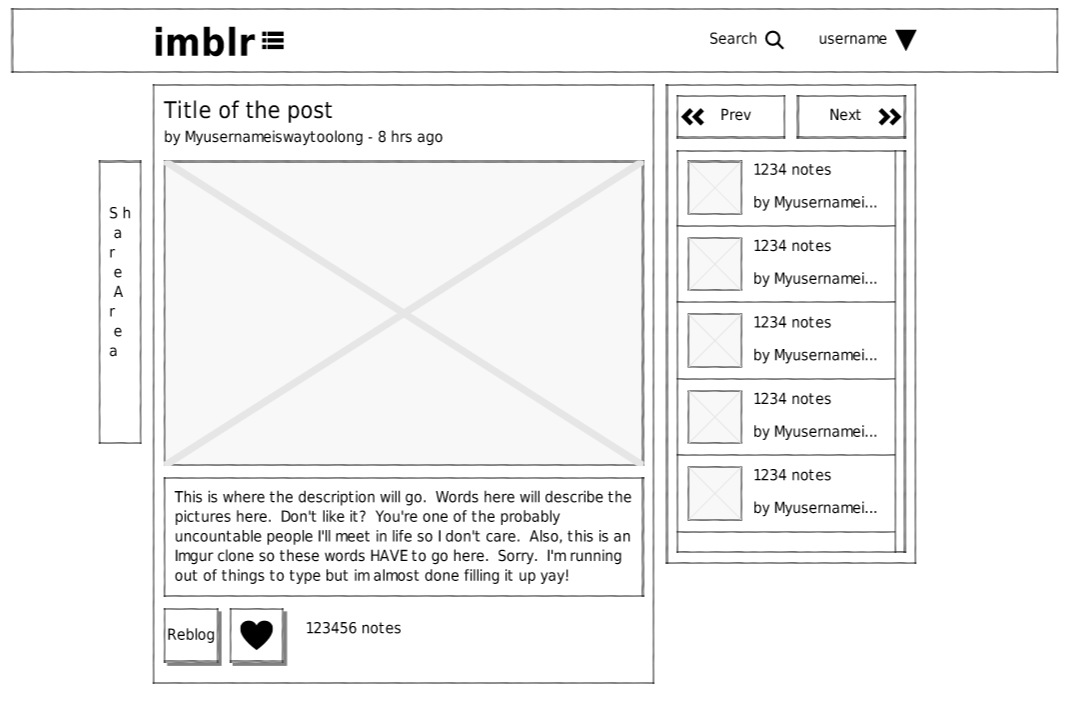 imblr
Search
username
Title of the post
by Myusernameiswaytoolong - 8 hrs ago
Share Area
This is where the description will go. Words here will describe the
pictures here. Don't like it? You're one of the probably
uncountable people I'll meet in life so I don't care. Also, this is an
Imgur clone so these words HAVE to go here. Sorry. I'm running
out of things to type but im almost done filling it up yay!
Reblog
123456 notes
Prev
Next
1234 notes
by Myusernamei...
1234 notes
by Myusernamei...
1234 notes
by Myusernamei...
1234 notes
by Myusernamei...
1234 notes
by Myusernamei...